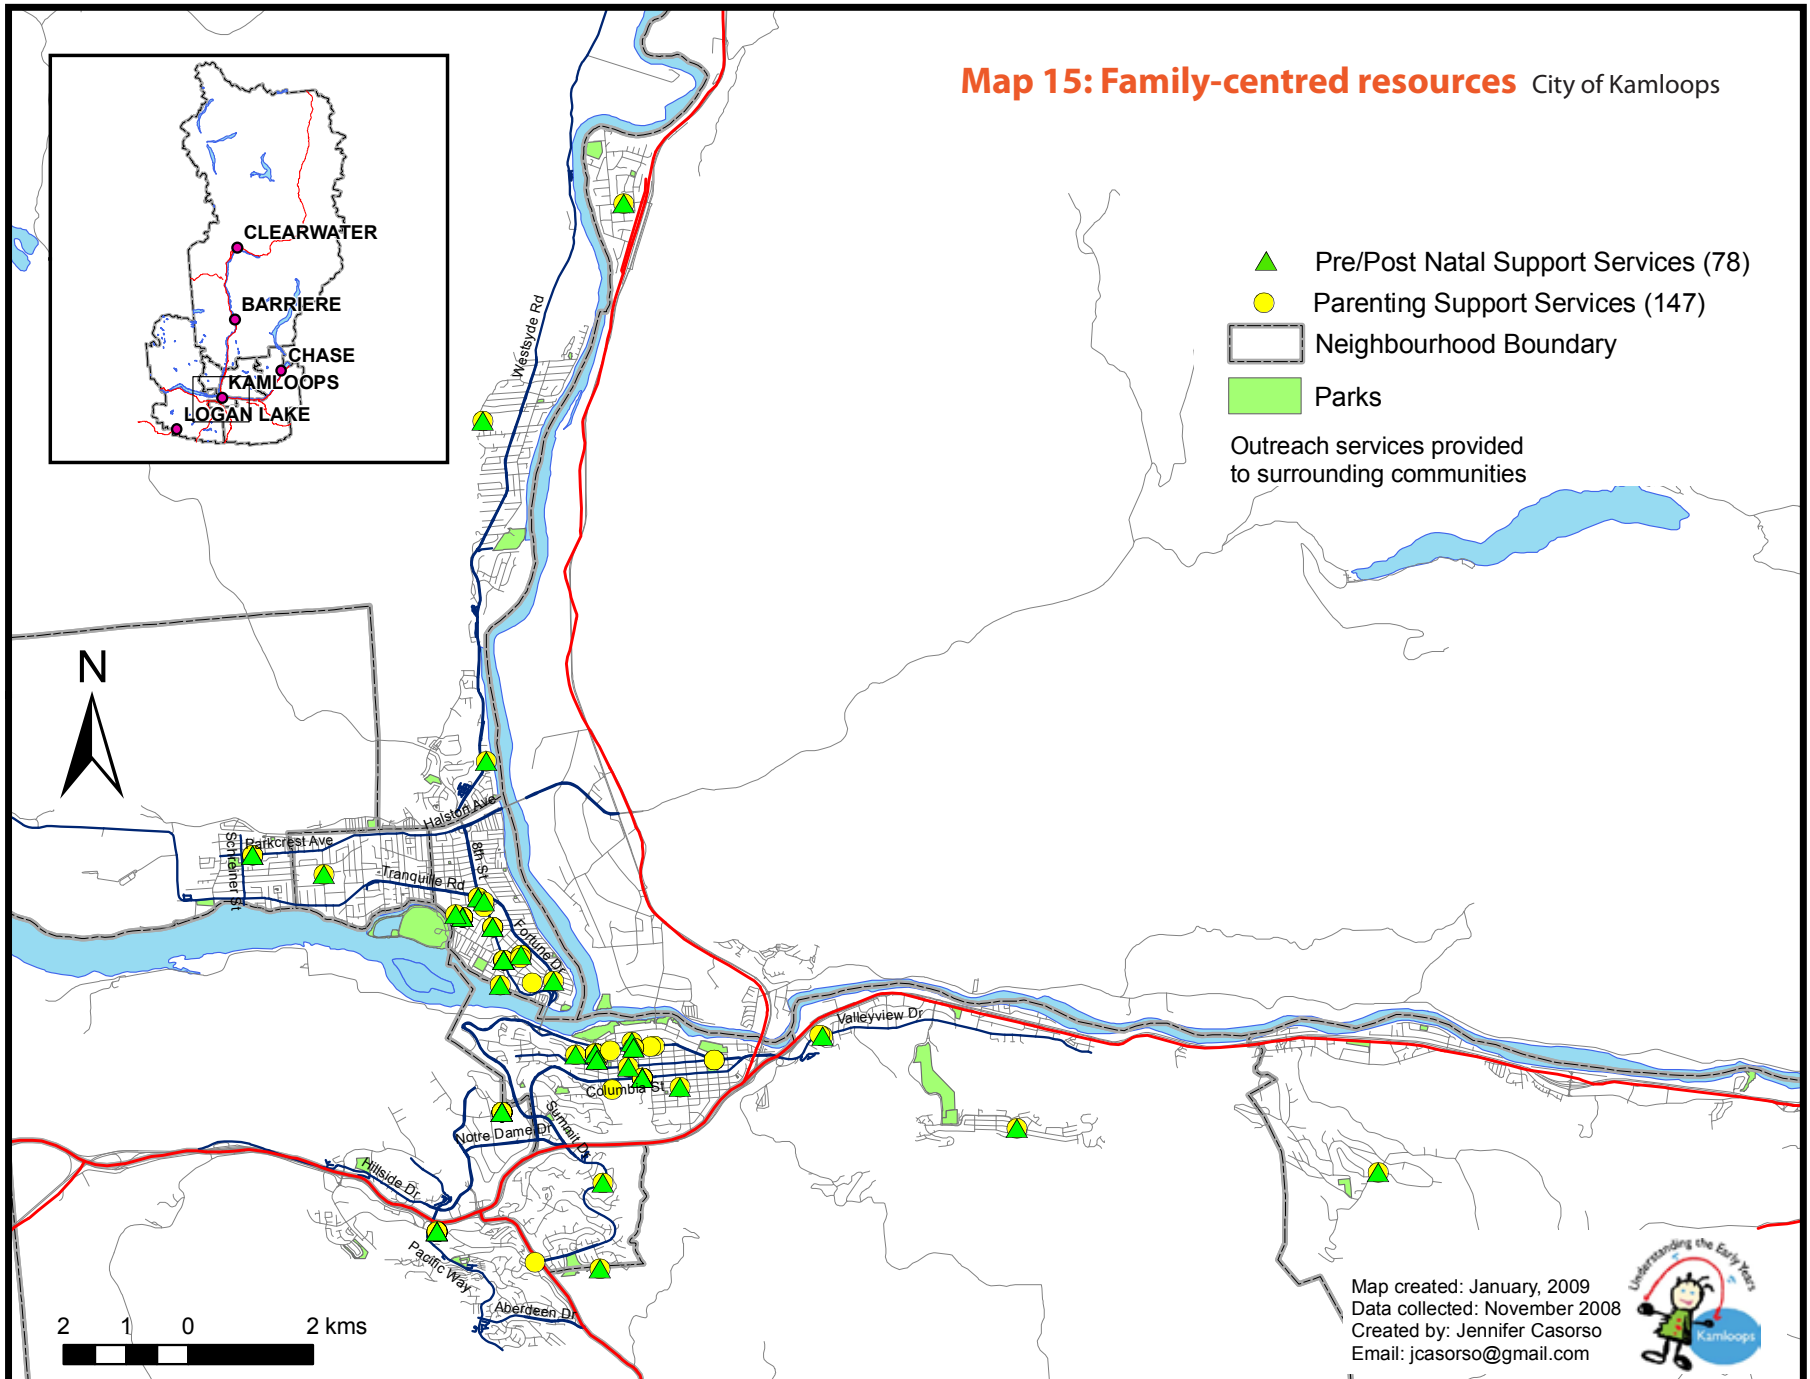 Map 15: Family-centred resources City of Kamloops
CLEARWATER
BARRIERE
CHASE
KAMLOOPS
LOGAN LAKE
Pre/Post Natal Support Services (78)
Parenting Support Services (147)
Neighbourhood Boundary
Parks
Outreach services provided
to surrounding communities
Westsyde Rd
N
Halston Ave
Parkcrest Ave
Schreiner St
8th St
Tranquille Rd
Fortune Dr
Valleyview Dr
Columbia St
Summit Dr
Notre Dame Dr
Hillside Dr
Pacific Way
Aberdeen Dr
2 1 0 2 kms
Map created: January, 2009
Data collected: November 2008
Created by: Jennifer Casorso
Email: jcasorso@gmail.com
Understanding the Early Years
Kamloops